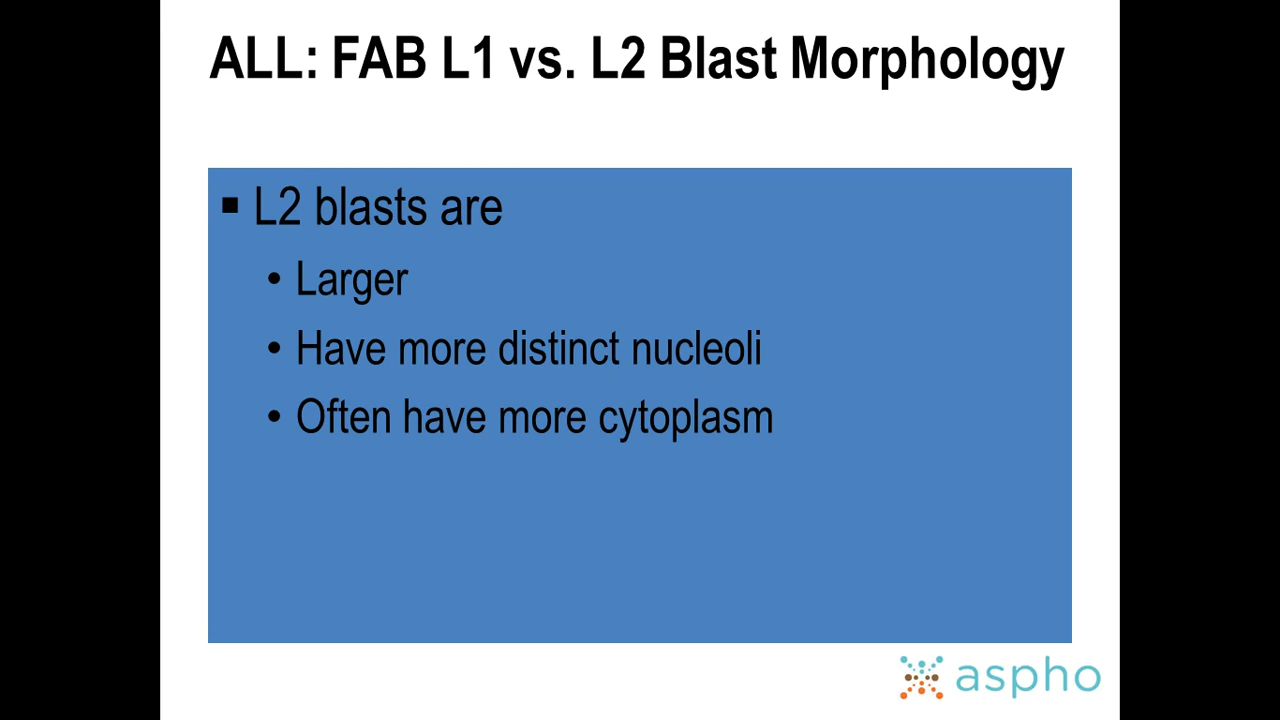 ALL: FAB L1 vs. L2 Blast Morphology
▪ L2 blasts are
• Larger
• Have more distinct nucleoli
• Often have more cytoplasm
aspho